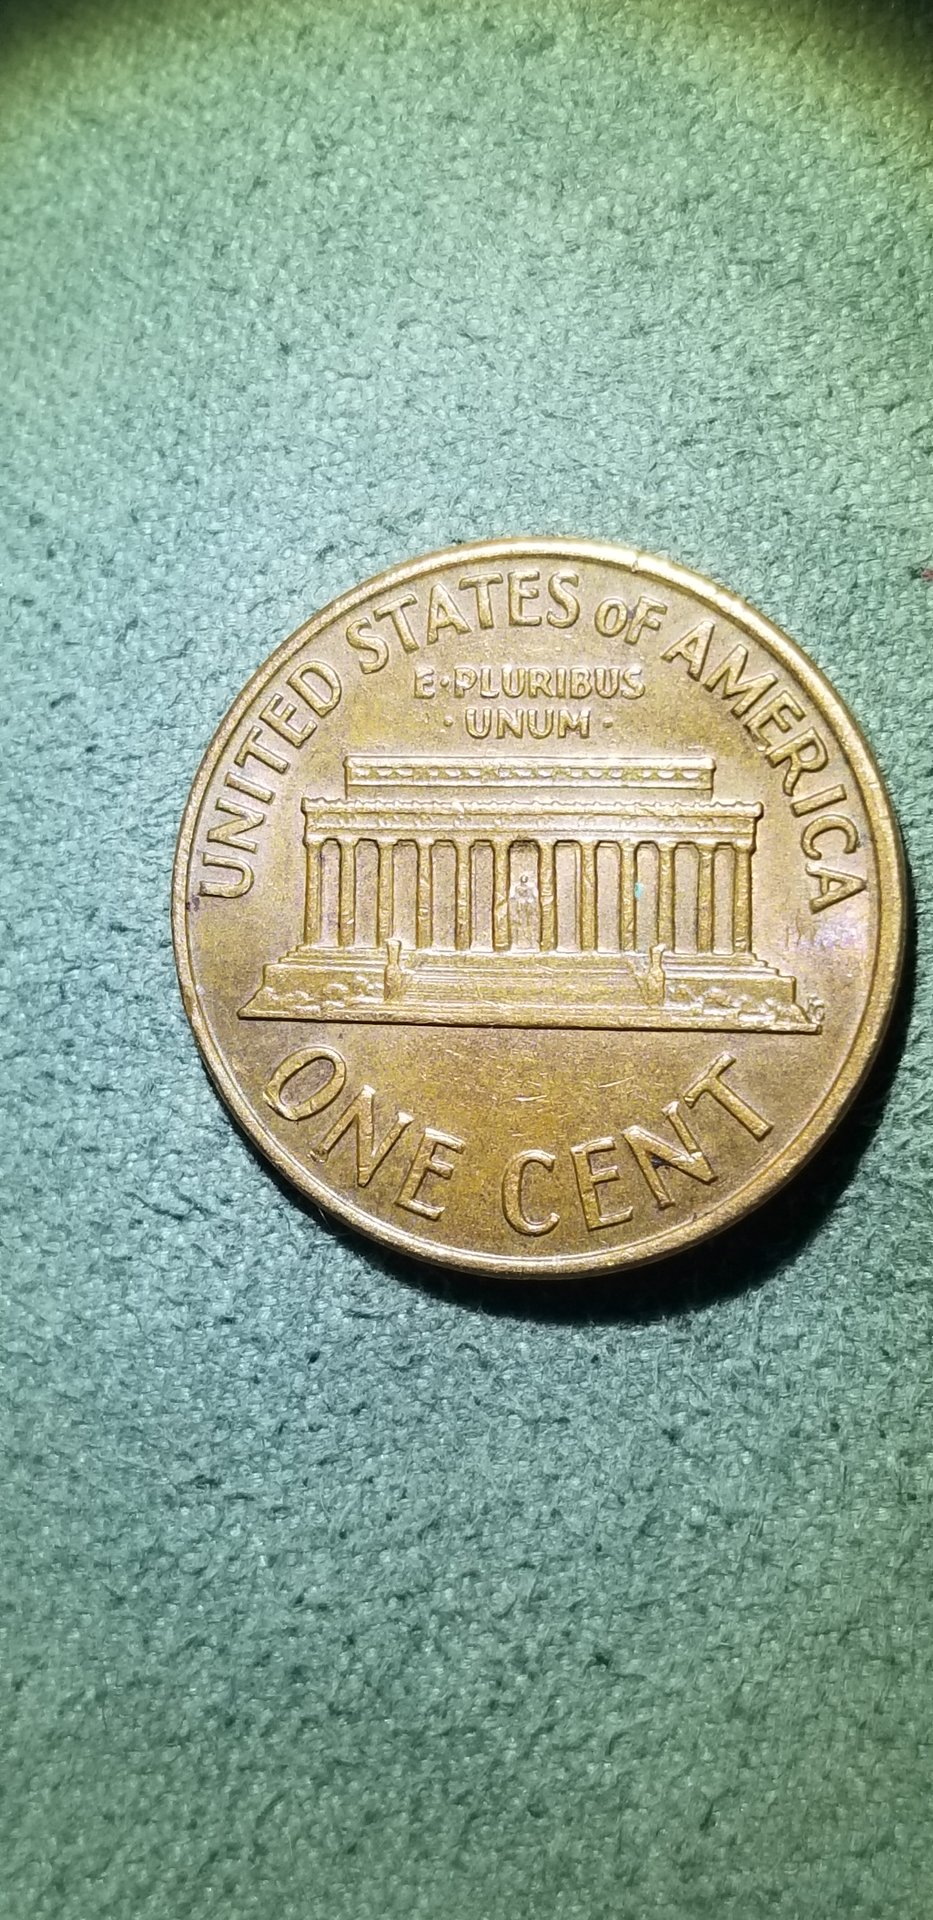 UNITED STATES OF AMERICA
E·PLURIBUS
·UNUM·
ONE CENT